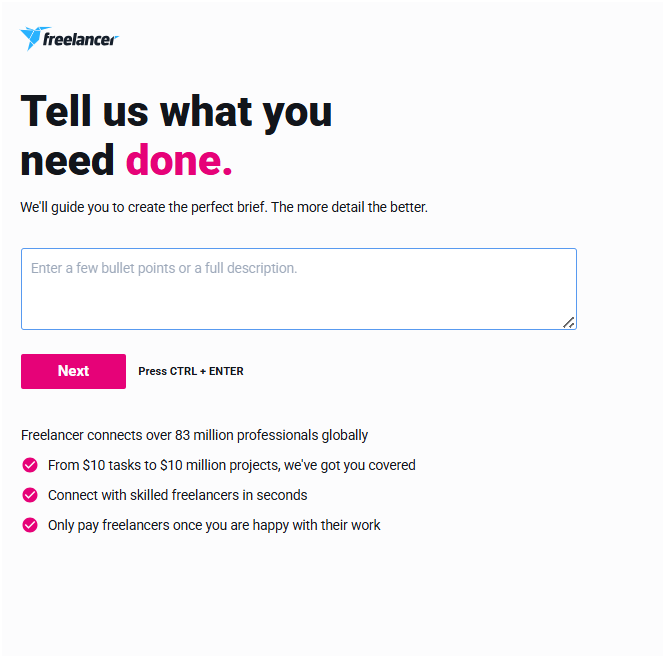 freelancer
Tell us what you
need done.
We'll guide you to create the perfect brief. The more detail the better.
Enter a few bullet points or a full description.
Next
Press CTRL + ENTER
Freelancer connects over 83 million professionals globally
From $10 tasks to $10 million projects, we've got you covered
Connect with skilled freelancers in seconds
Only pay freelancers once you are happy with their work